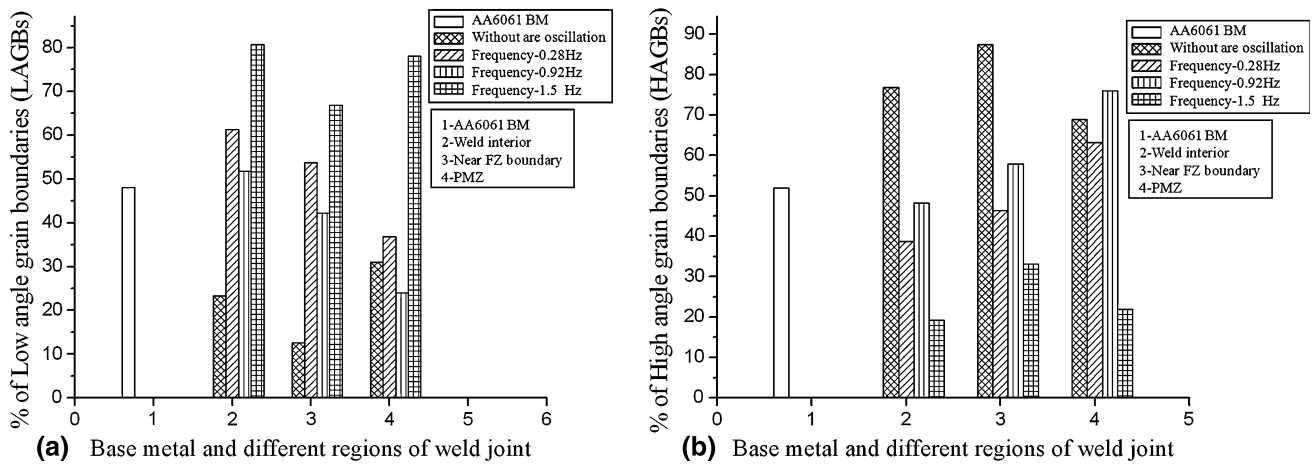 % of Low angle grain boundaries (LAGBs)
80
70
60
50
40
30
20
10
0
0 1 2 3 4 5 6
AA6061 BM
Without are oscillation
Frequency-0.28Hz
Frequency-0.92Hz
Frequency-1.5 Hz
1-AA6061 BM
2-Weld interior
3-Near FZ boundary
4-PMZ
(a) Base metal and different regions of weld joint
% of High angle grain boundaries (HAGBs)
90
80
70
60
50
40
30
20
10
0
0 1 2 3 4 5
AA6061 BM
Without are oscillation
Frequency-0.28Hz
Frequency-0.92Hz
Frequency-1.5 Hz
1-AA6061 BM
2-Weld interior
3-Near FZ boundary
4-PMZ
(b) Base metal and different regions of weld joint